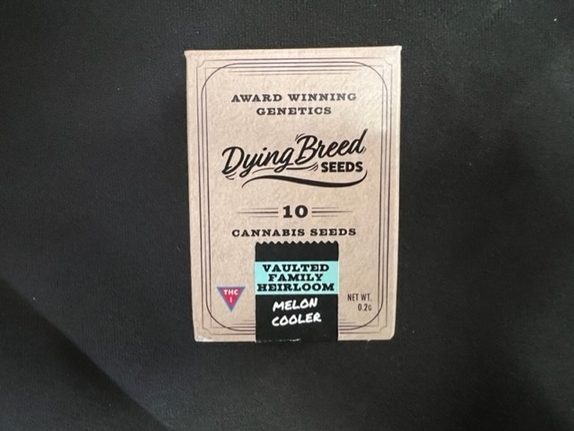 AWARD WINNING
GENETICS
Dying Breed
SEEDS
10
CANNABIS SEEDS
VAULTED
FAMILY
HEIRLOOM
MELON
COOLER
THC
I
NET WT.
0.2G